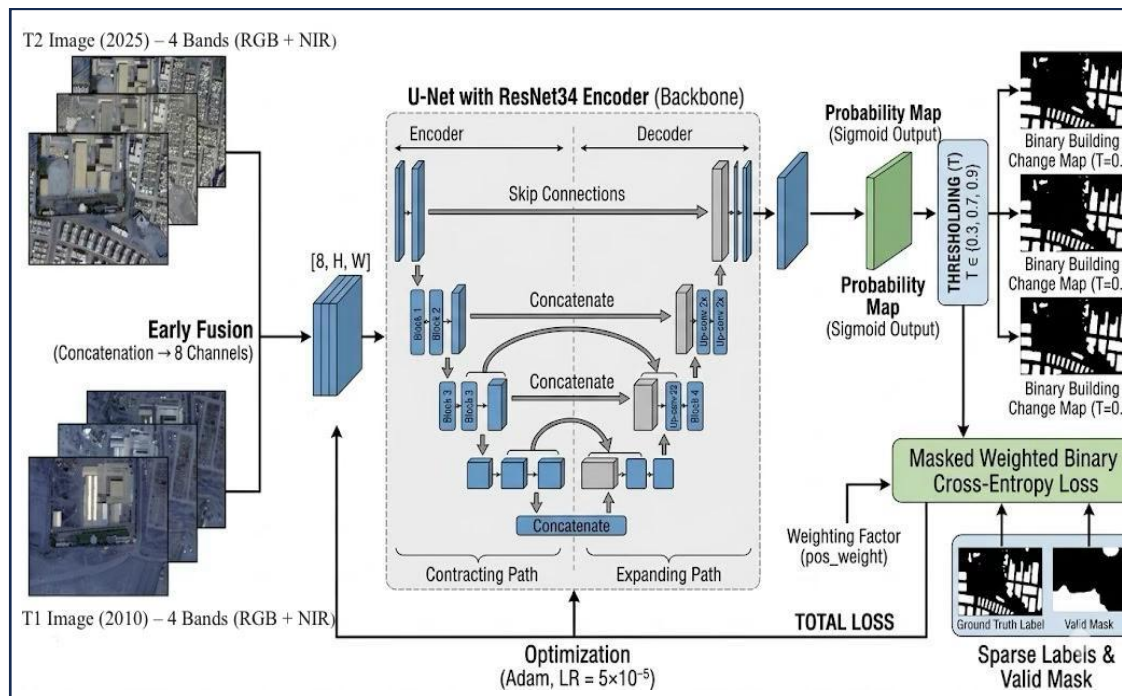 T2 Image (2025) – 4 Bands (RGB + NIR)
[8, H, W]
Early Fusion
(Concatenation → 8 Channels)
T1 Image (2010) – 4 Bands (RGB + NIR)
U-Net with ResNet34 Encoder (Backbone)
Encoder
Decoder
Skip Connections
Block 1
Block 2
Concatenate
Up-conv 2x
Up-conv 2x
Block 3
Block 3
Concatenate
Up-conv 22
Block 4
Concatenate
Contracting Path
Expanding Path
Probability Map
(Sigmoid Output)
Probability
Map
(Sigmoid Output)
THRESHOLDING (T)
T ∈ {0.3, 0.7, 0.9}
Binary Building
Change Map (T=0.
Binary Building
Change Map (T=0.
Binary Building
Change Map (T=0.
Masked Weighted Binary
Cross-Entropy Loss
Weighting Factor
(pos_weight)
Ground Truth Label
Valid Mask
Sparse Labels &
Valid Mask
TOTAL LOSS
Optimization
(Adam, LR = 5×10⁻⁵)